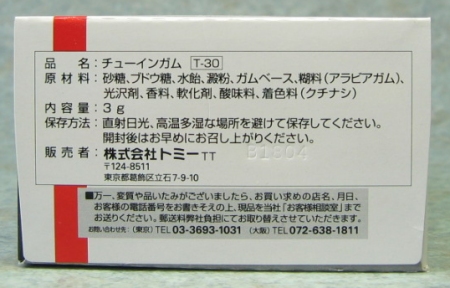 品名：チューインガム T-30
原材料：砂糖、ブドウ糖、水飴、澱粉、ガムベース、糊料（アラビアガム）、
光沢剤、香料、軟化剤、酸味料、着色料（クチナシ）
内容量：3g
保存方法：直射日光、高温多湿な場所を避けて保存してください。
開封後はお早めにお召し上がりください。
販売者：株式会社トミーTT B1904
〒124-8511
東京都葛飾区立石7-9-10
■万一、変質や品いたみがございましたら、お買い求めの店名、月日、
お客様の電話番号をお書きそえの上、現品を当社「お客様相談室」まで
お送りください。郵送料弊社負担にてお取り替えさせていただきます。
お問い合わせ先：（東京）TEL 03-3693-1031 （大阪）TEL 072-638-1811